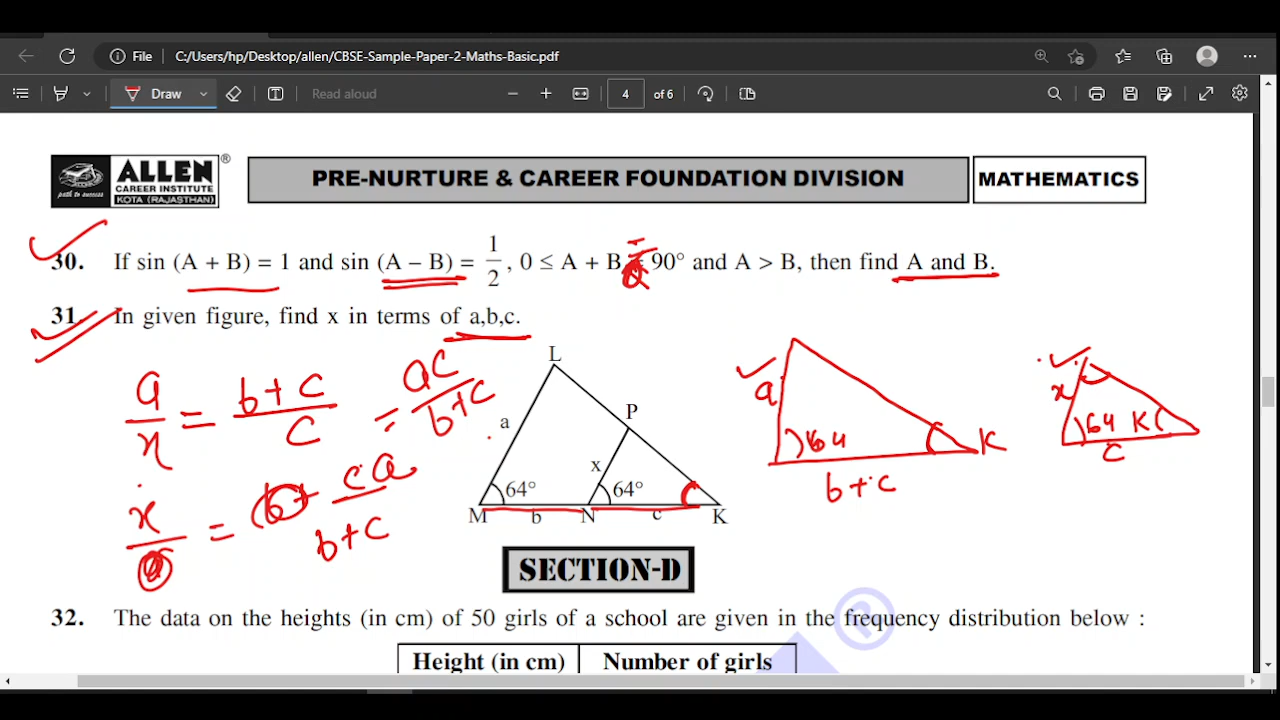 File C:/Users/hp/Desktop/allen/CBSE-Sample-Paper-2-Maths-Basic.pdf
Draw Read aloud 4 of 6
ALLEN ®
CAREER INSTITUTE
KOTA (RAJASTHAN)
path to success
PRE-NURTURE & CAREER FOUNDATION DIVISION
MATHEMATICS
30. If sin (A + B) = 1 and sin (A – B) = 1/2, 0 ≤ A + B 90° and A > B, then find A and B.
31. In given figure, find x in terms of a,b,c.
a/x = (b+c)/c = ac/(b+c)
x = ca/(b+c)
L
P
a
x
64° 64°
M b N c K
a
64 K
b+c
x
64 K
c
SECTION-D
32. The data on the heights (in cm) of 50 girls of a school are given in the frequency distribution below :
®
Height (in cm) Number of girls